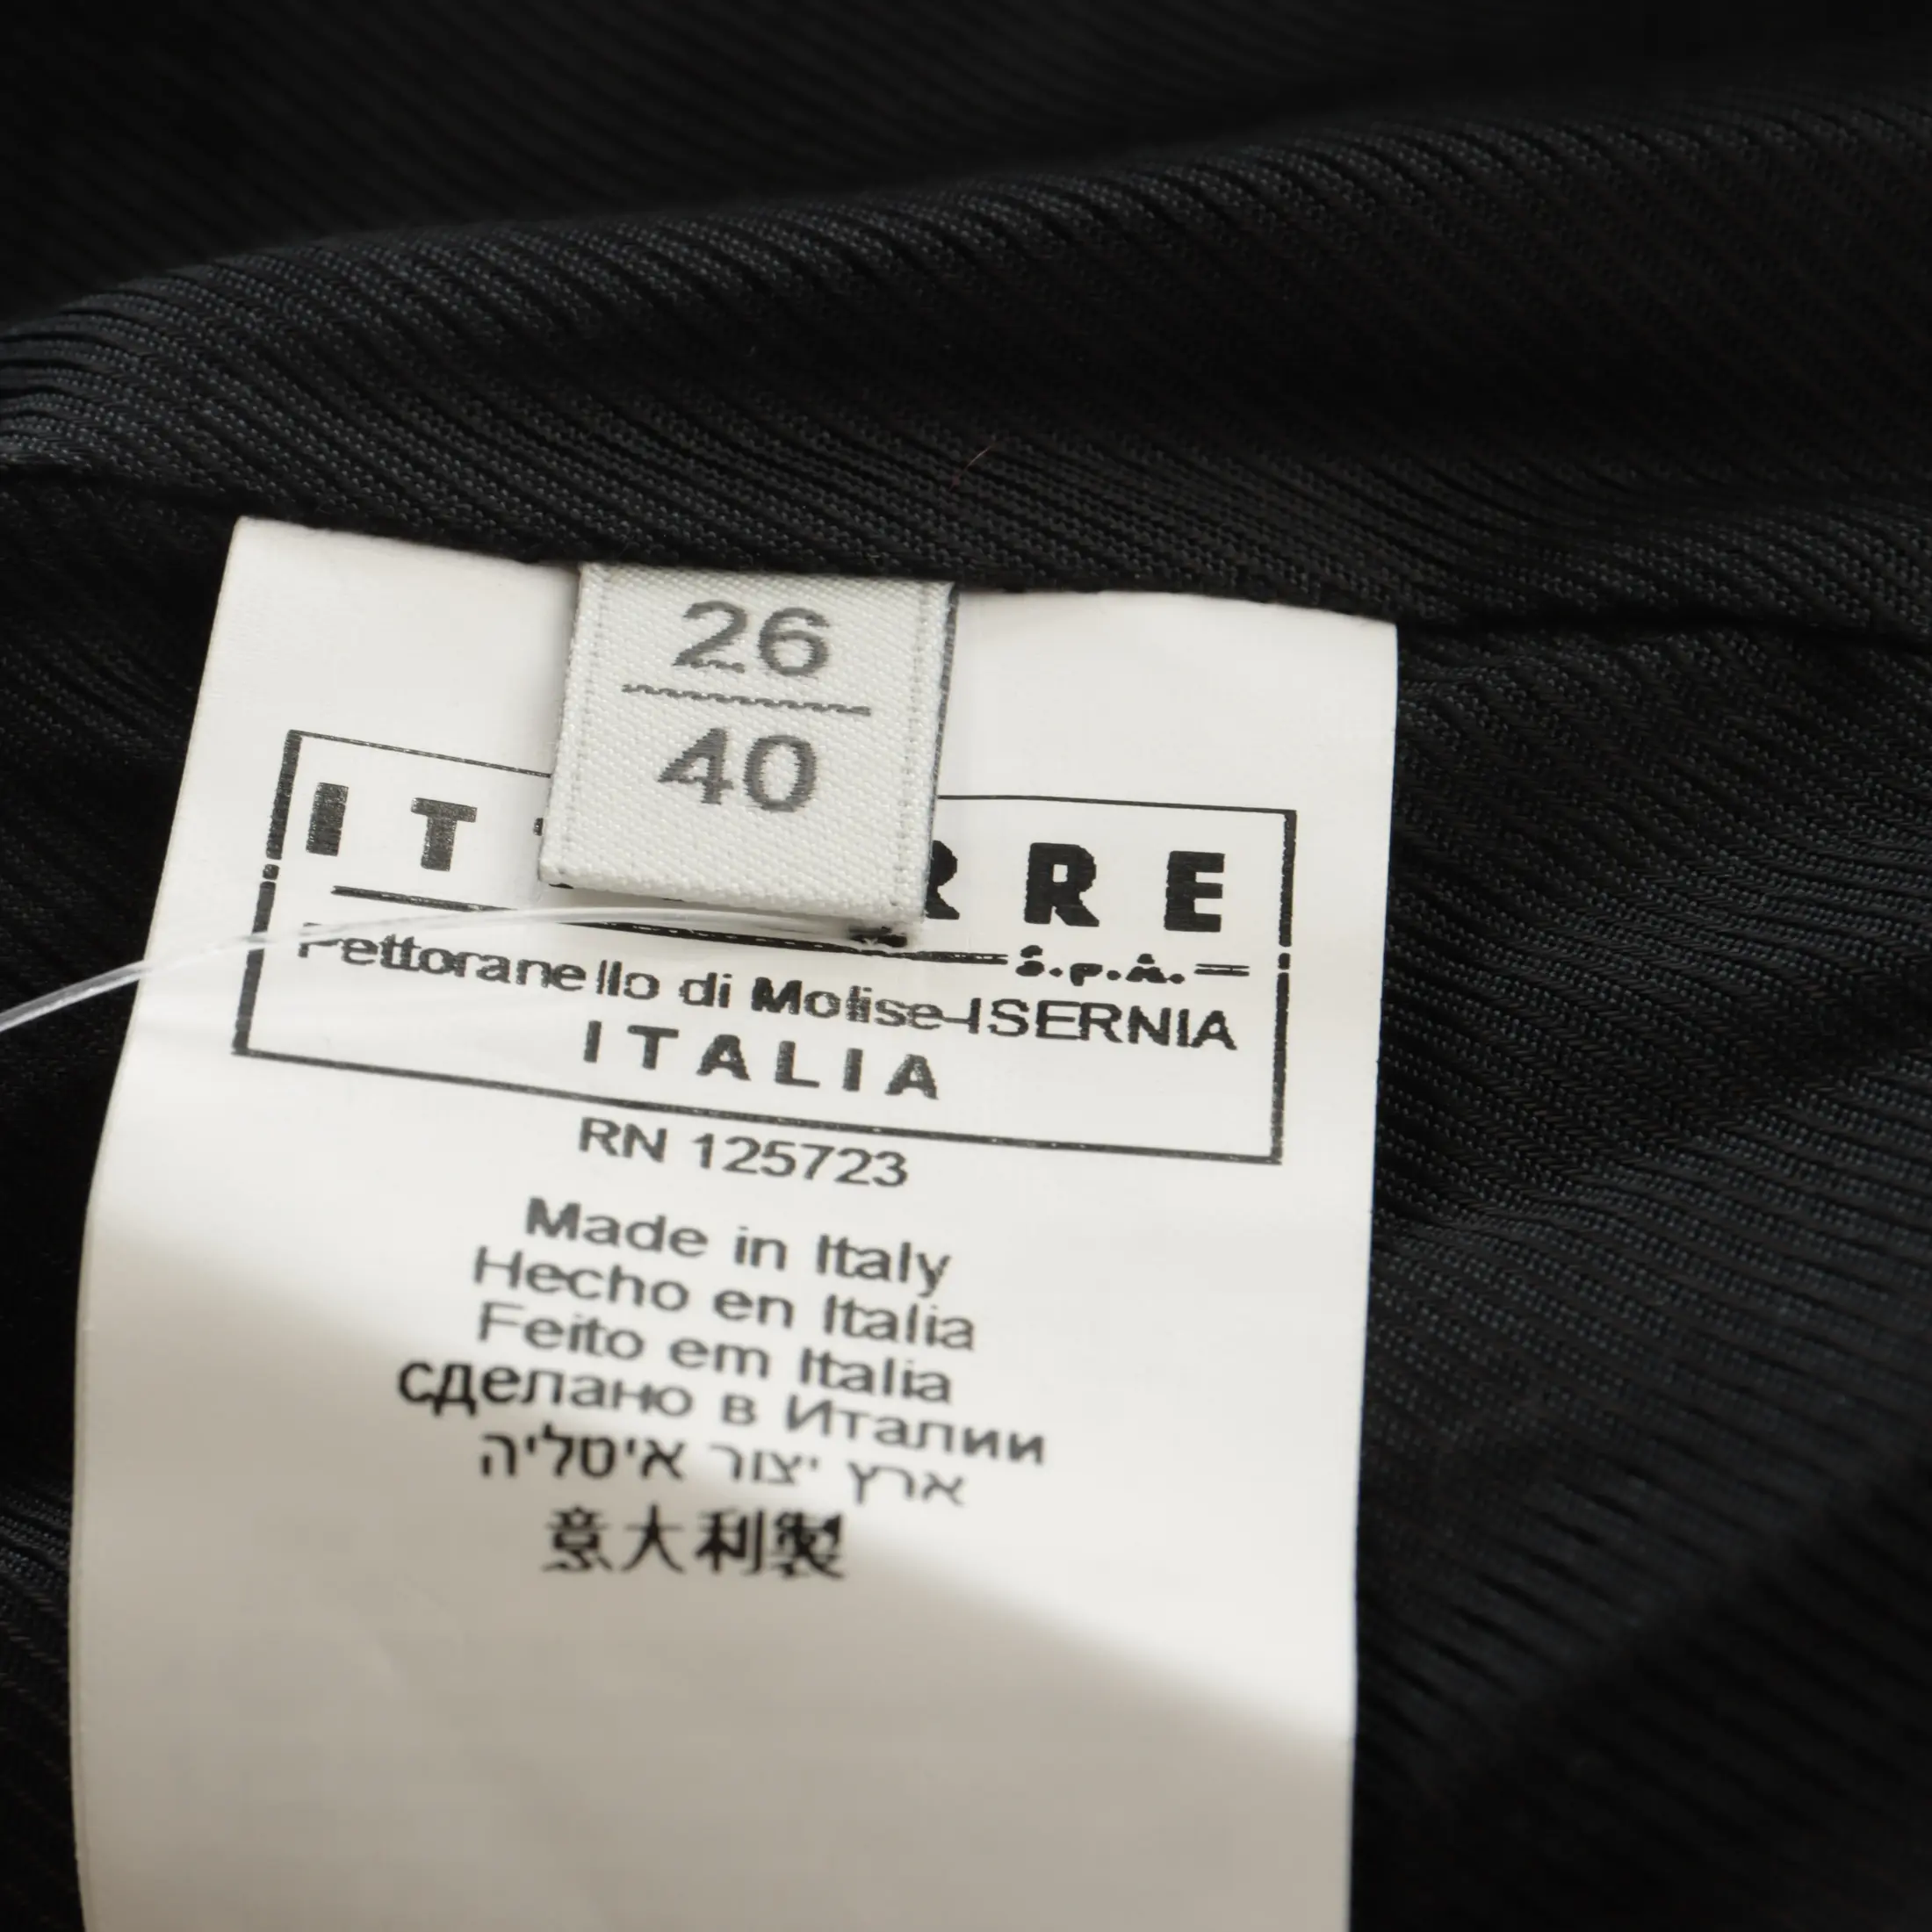 26
40
IT RRE
S.p.A.
Pettoranello di Molise-ISERNIA
ITALIA
RN 125723
Made in Italy
Hecho en Italia
Feito em Italia
сделано в Италии
ארץ יצור איטליה
意大利製